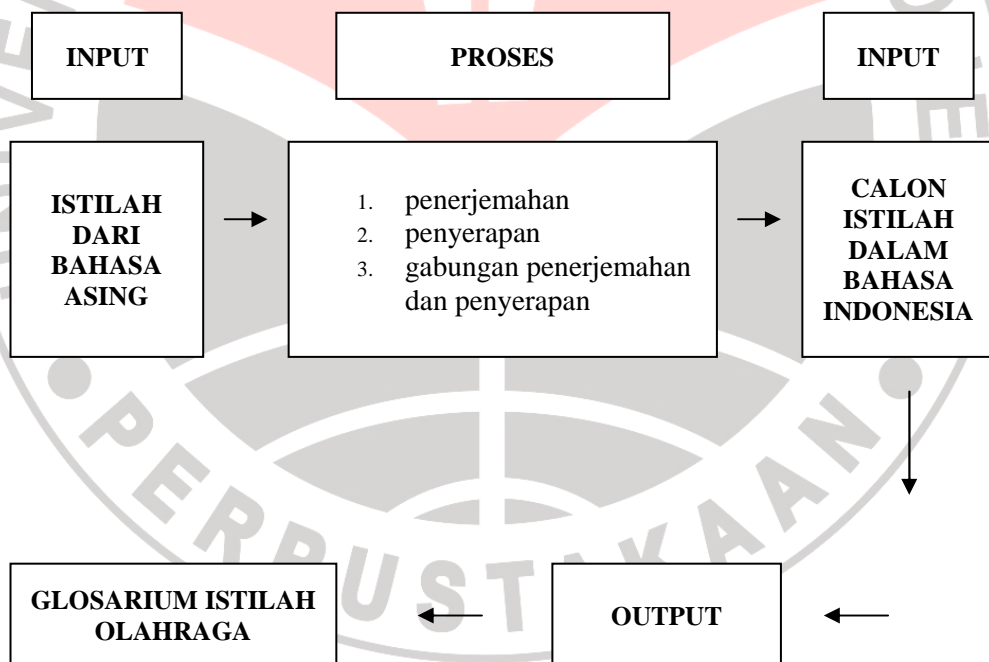 INPUT
PROSES
INPUT
ISTILAH
DARI
BAHASA
ASING
1. penerjemahan
2. penyerapan
3. gabungan penerjemahan
dan penyerapan
CALON
ISTILAH
DALAM
BAHASA
INDONESIA
GLOSARIUM ISTILAH
OLAHRAGA
OUTPUT
PERPUSTAKAAN